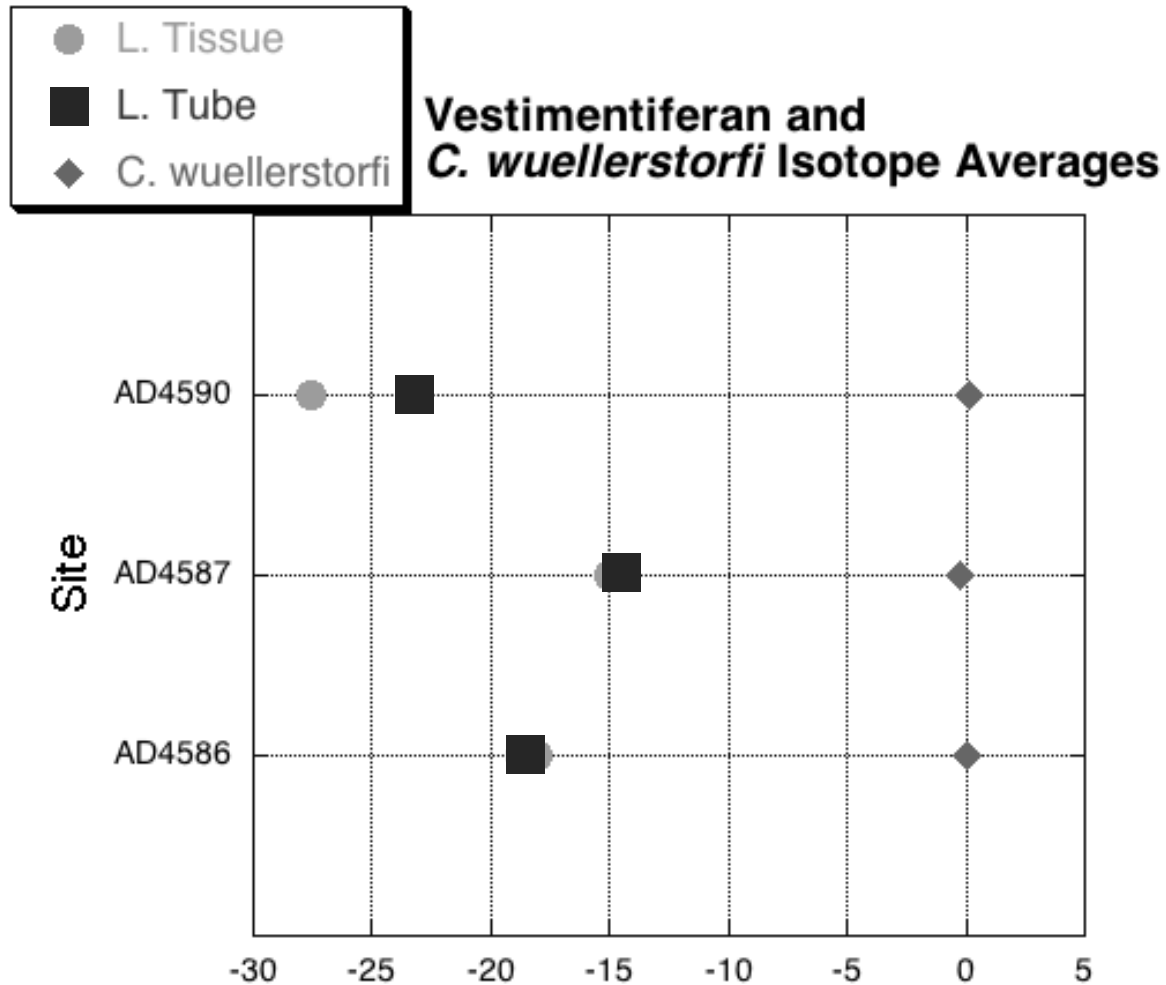 L. Tissue
L. Tube
C. wuellerstorfi
Vestimentiferan and
C. wuellerstorfi Isotope Averages
AD4590
Site
AD4587
AD4586
-30 -25 -20 -15 -10 -5 0 5